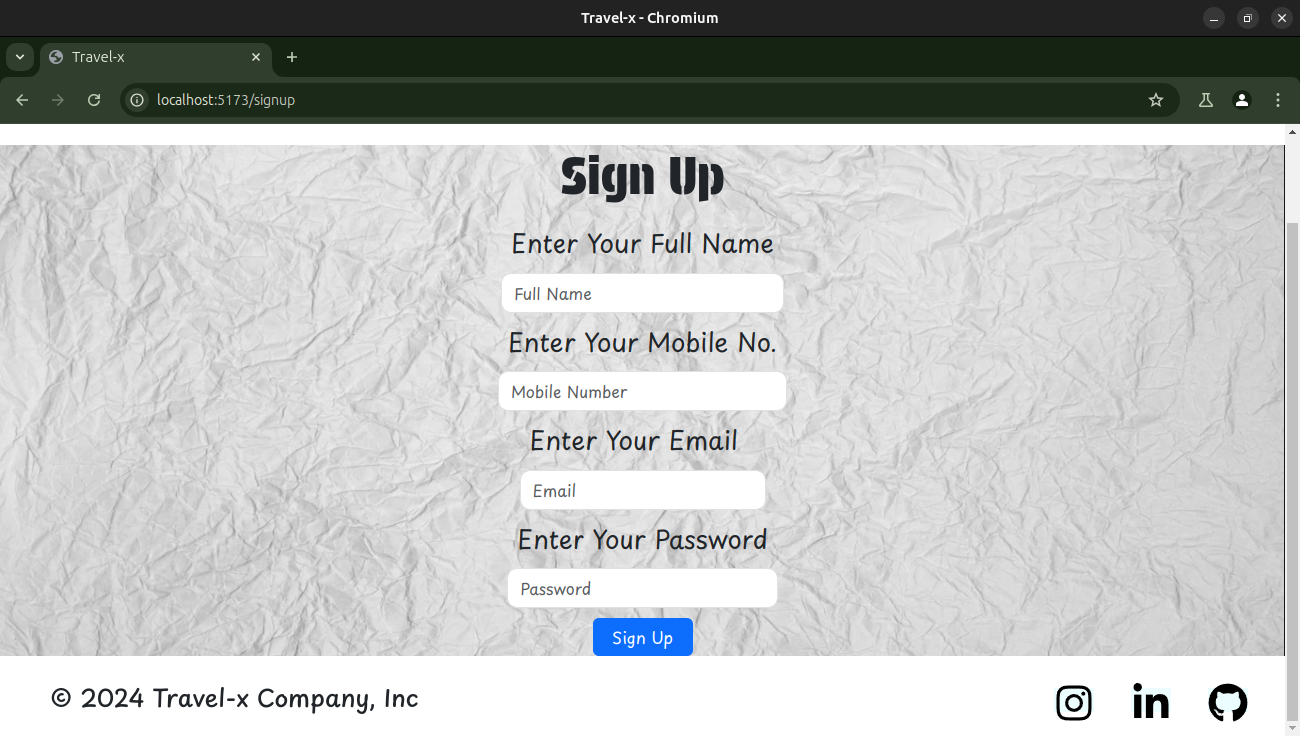 Travel-x - Chromium
Travel-x
localhost:5173/signup
Sign Up
Enter Your Full Name
Full Name
Enter Your Mobile No.
Mobile Number
Enter Your Email
Email
Enter Your Password
Password
Sign Up
© 2024 Travel-x Company, Inc
in